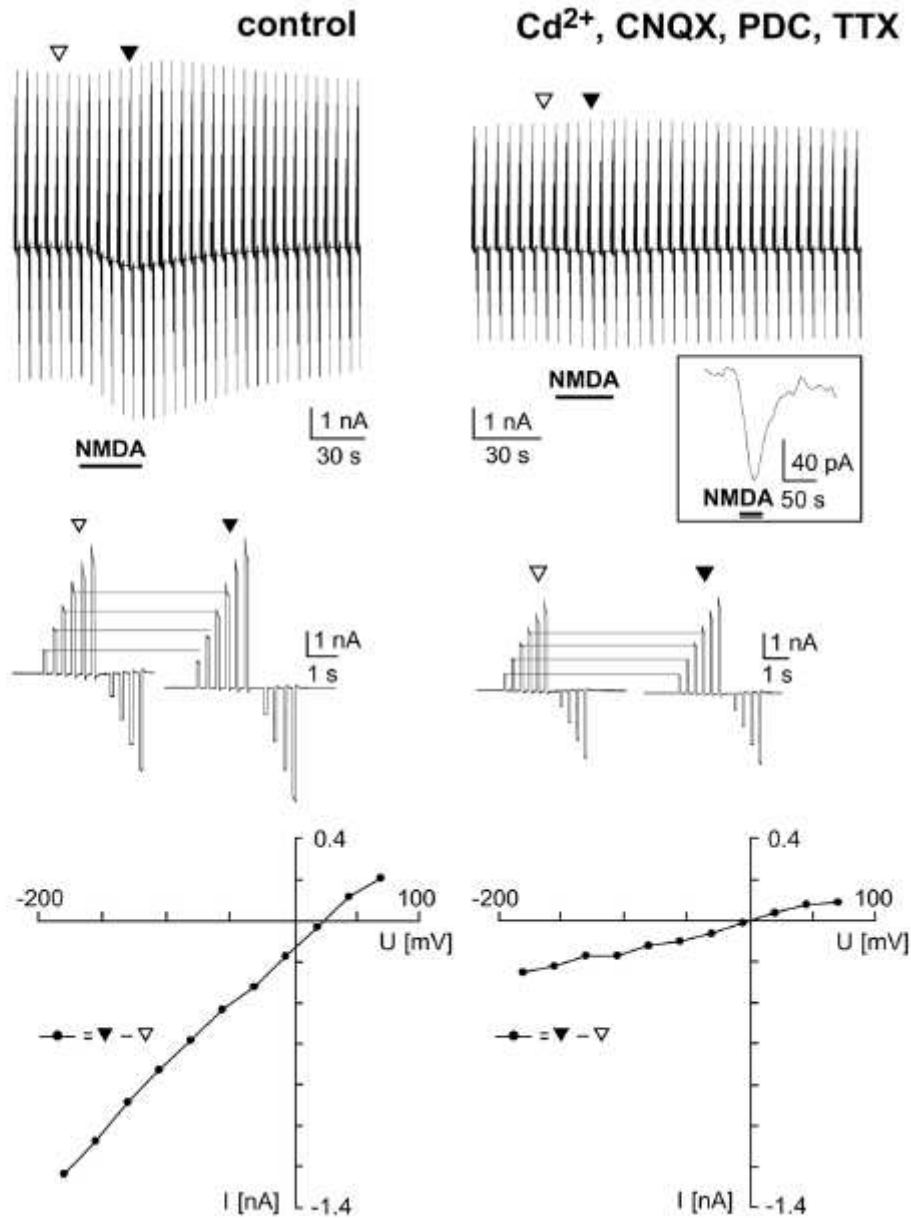 control
Cd²⁺, CNQX, PDC, TTX
NMDA
1 nA
30 s
NMDA
1 nA
30 s
40 pA
NMDA 50 s
1 nA
1 s
1 nA
1 s
0.4
-200
100
U [mV]
= –
I [nA]
-1.4
0.4
-200
100
U [mV]
= –
I [nA]
-1.4